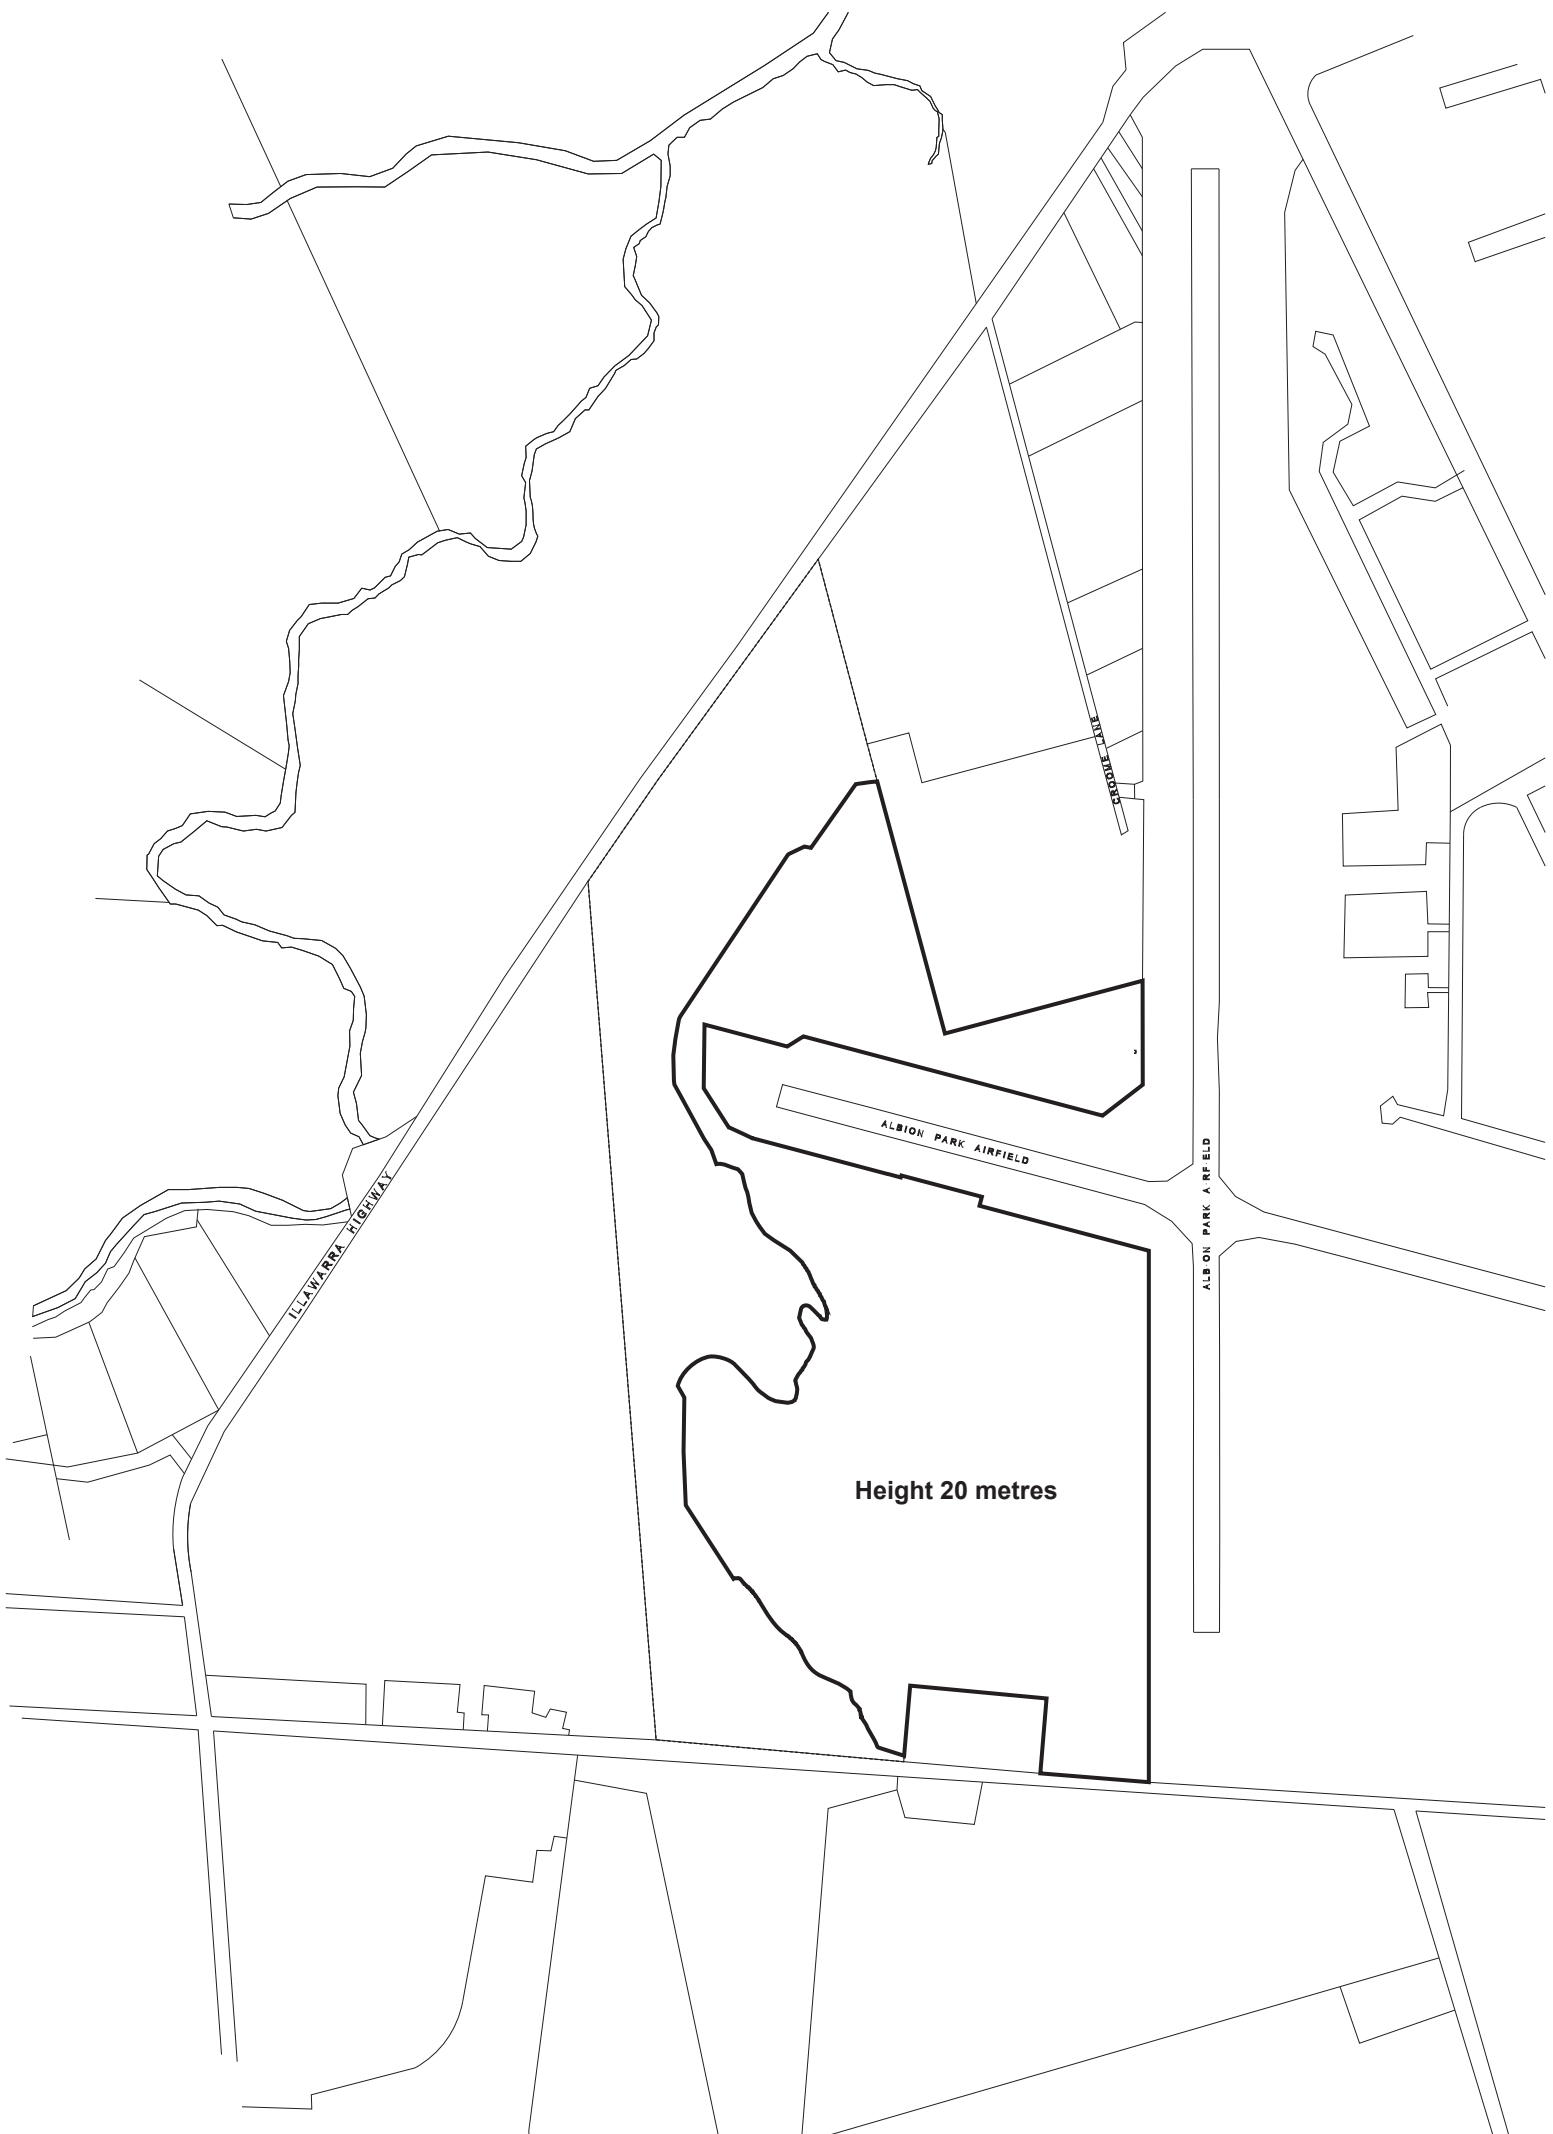 CROOME LANE
ALBION PARK AIRFIELD
ALBION PARK AIRFIELD
ILLAWARRA HIGHWAY
Height 20 metres